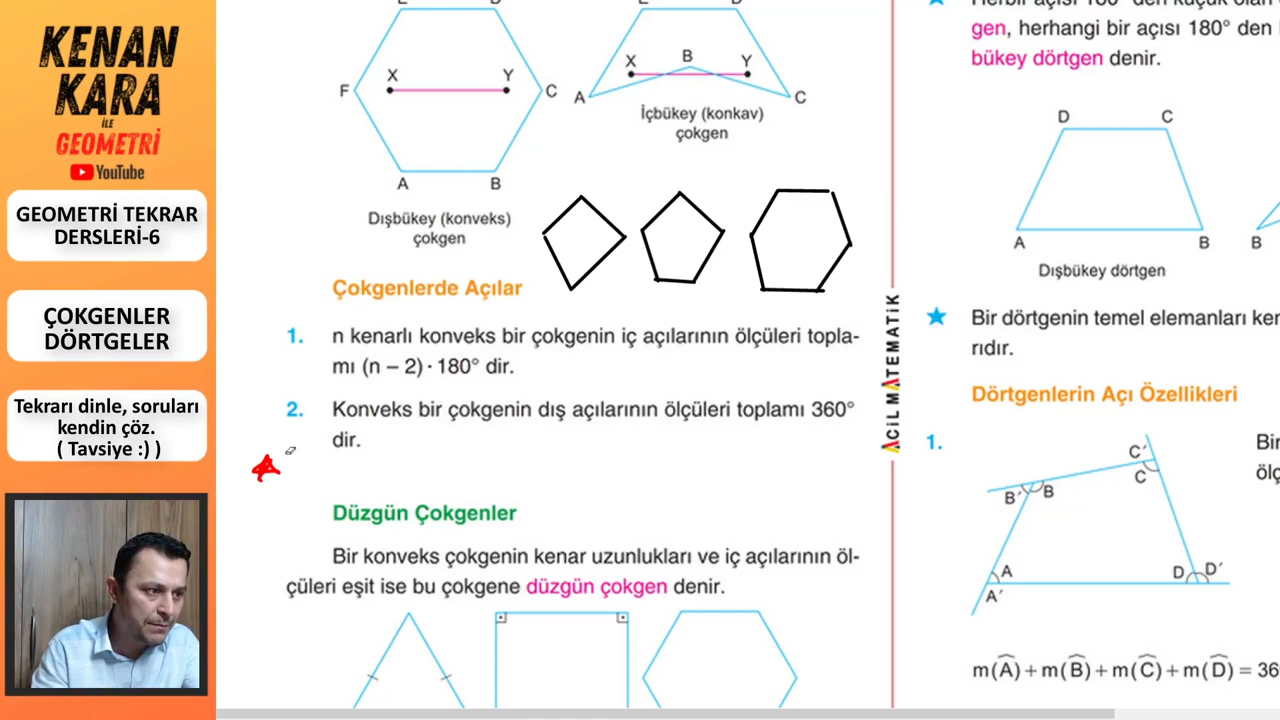 KENAN
KARA
İLE
GEOMETRİ
YouTube
GEOMETRİ TEKRAR
DERSLERİ-6
ÇOKGENLER
DÖRTGELER
Tekrarı dinle, soruları
kendin çöz.
( Tavsiye :) )
X Y
F C
A B
Dışbükey (konveks)
çokgen
X B Y
A C
İçbükey (konkav)
çokgen
Çokgenlerde Açılar
1. n kenarlı konveks bir çokgenin iç açılarının ölçüleri topla-
mı (n – 2) · 180° dir.
2. Konveks bir çokgenin dış açılarının ölçüleri toplamı 360°
dir.
Düzgün Çokgenler
Bir konveks çokgenin kenar uzunlukları ve iç açılarının öl-
çüleri eşit ise bu çokgene düzgün çokgen denir.
ACİL MATEMATİK
gen, herhangi bir açısı 180° den
bükey dörtgen denir.
D C
A B
B
Dışbükey dörtgen
★ Bir dörtgenin temel elemanları
rıdır.
Dörtgenlerin Açı Özellikleri
1.
C′
C
B′ B
A D D′
A′
m(Â) + m(B̂) + m(Ĉ) + m(D̂) = 36